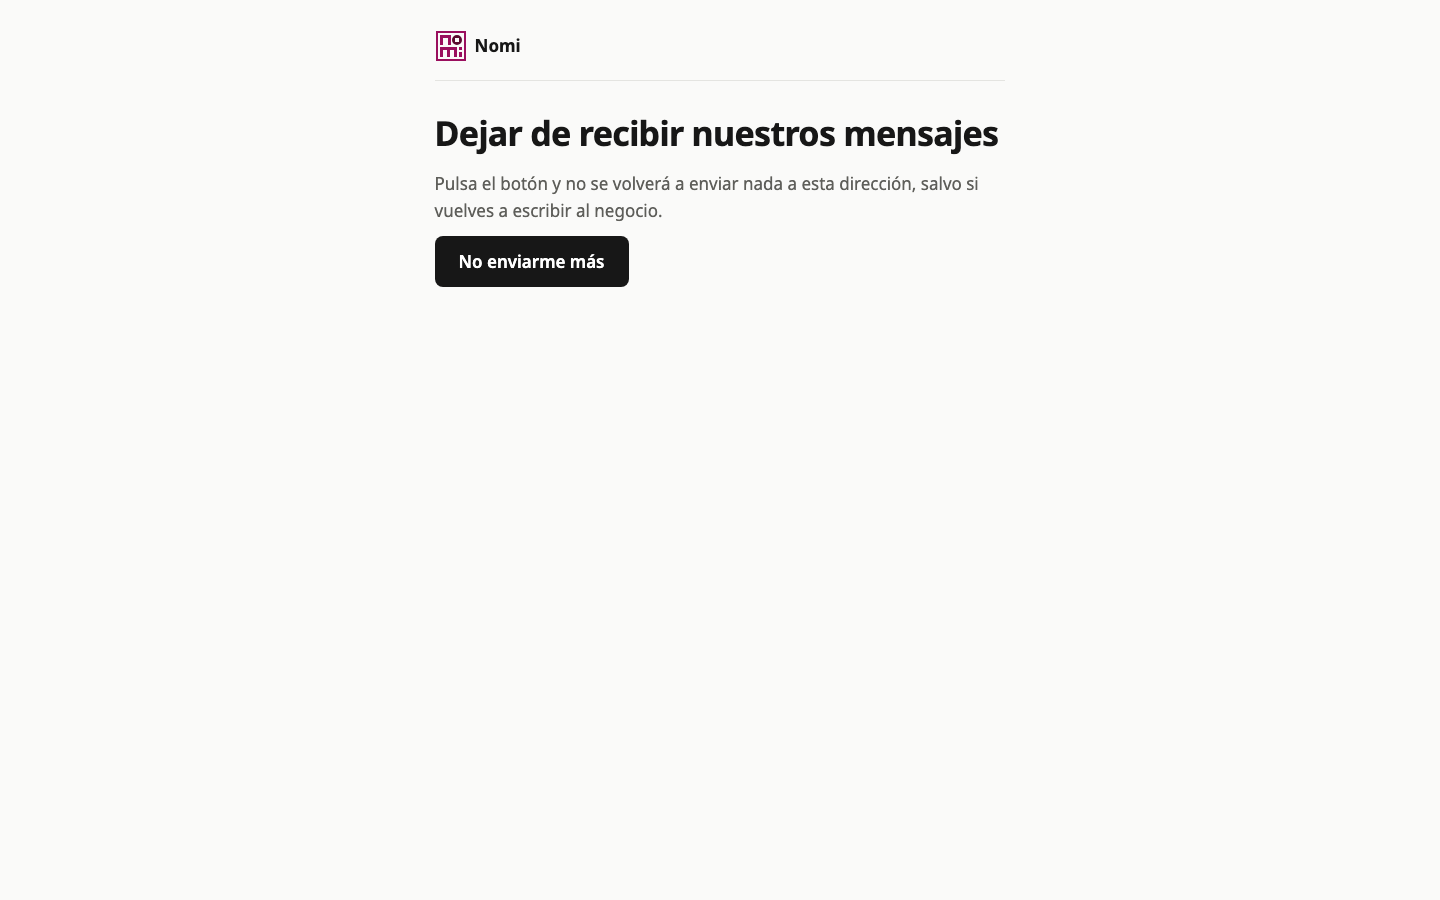 nomi
Nomi
Dejar de recibir nuestros mensajes
Pulsa el botón y no se volverá a enviar nada a esta dirección, salvo si
vuelves a escribir al negocio.
No enviarme más